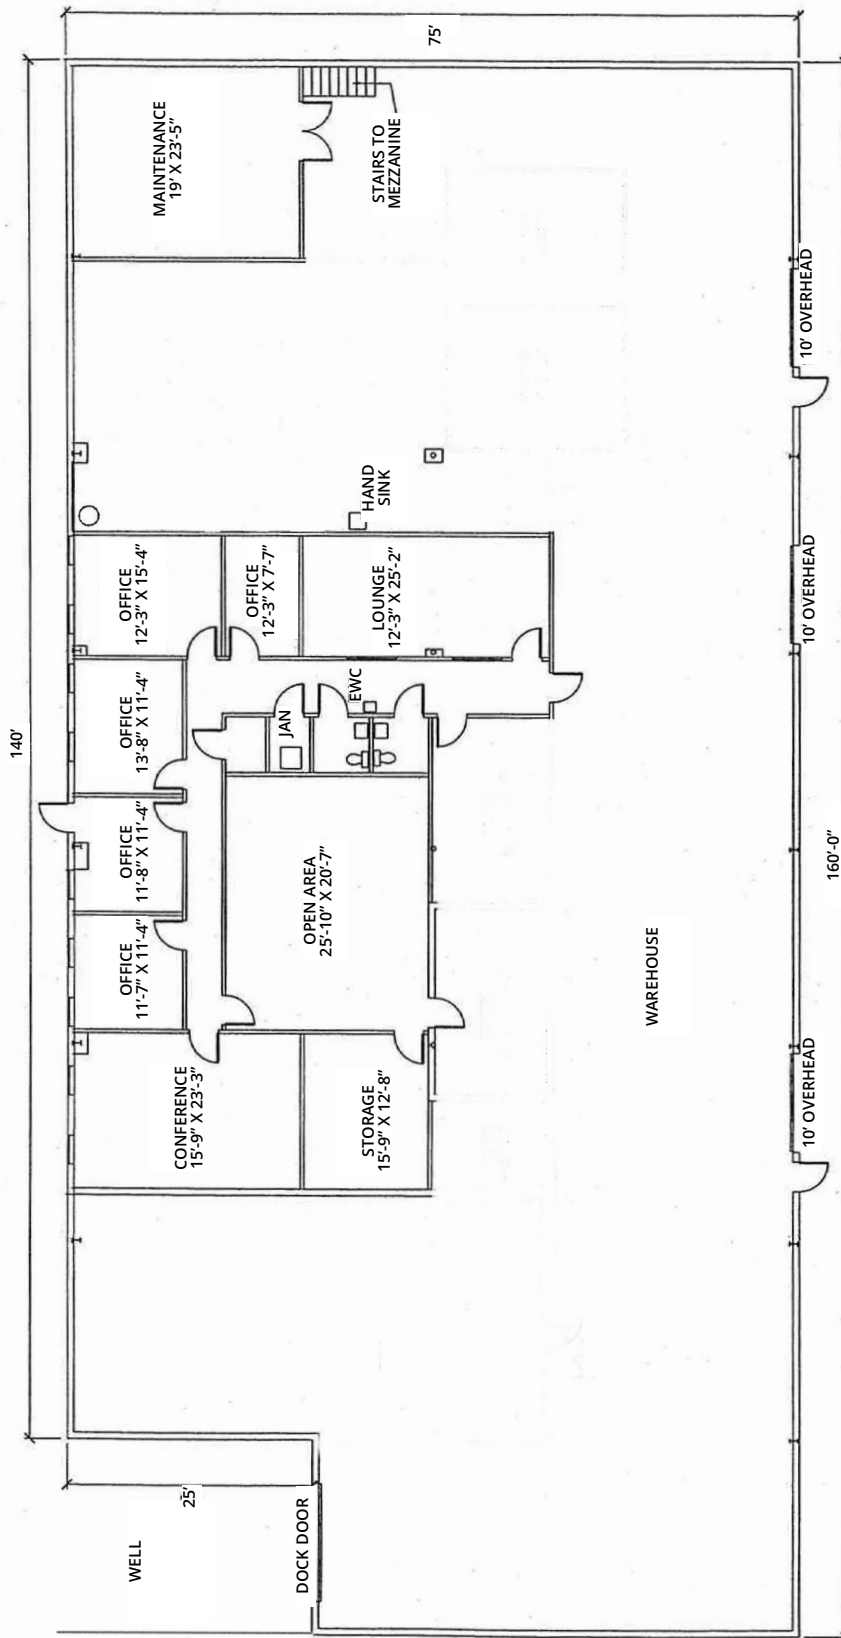 75'
MAINTENANCE
19' X 23'-5"
STAIRS TO
MEZZANINE
10' OVERHEAD
HAND
SINK
OFFICE
12'-3" X 15'-4"
OFFICE
12'-3" X 7'-7"
LOUNGE
12'-3" X 25'-2"
10' OVERHEAD
140'
OFFICE
13'-8" X 11'-4"
JAN
EWC
OFFICE
11'-8" X 11'-4"
OPEN AREA
25'-10" X 20'-7"
160'-0"
OFFICE
11'-7" X 11'-4"
WAREHOUSE
CONFERENCE
15'-9" X 23'-3"
STORAGE
15'-9" X 12'-8"
10' OVERHEAD
25'
WELL
DOCK DOOR